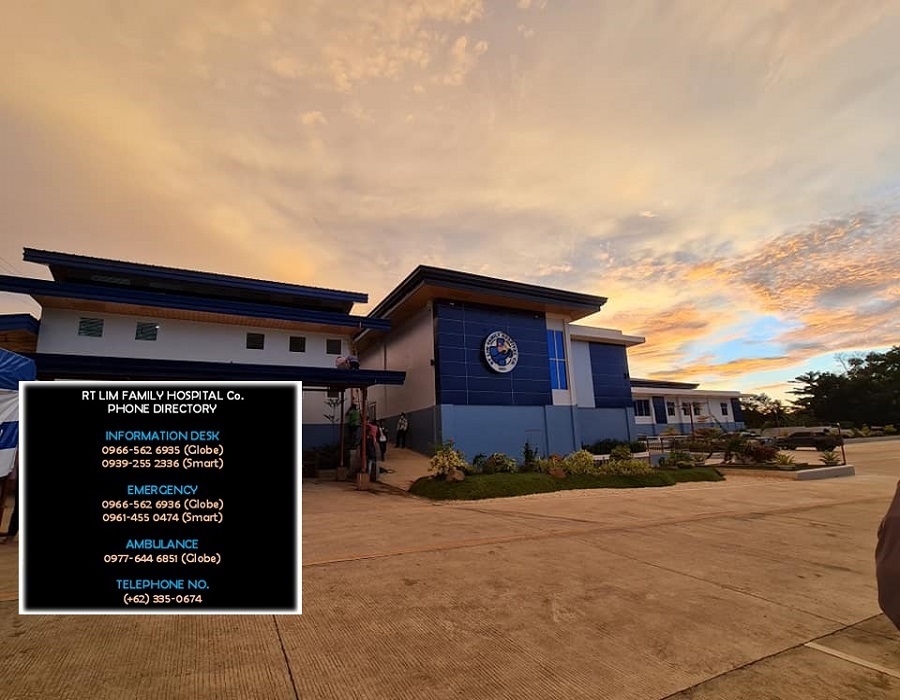 RT LIM FAMILY HOSPITAL Co.
PHONE DIRECTORY
INFORMATION DESK
0966-562 6935 (Globe)
0939-255 2336 (Smart)
EMERGENCY
0966-562 6936 (Globe)
0961-455 0474 (Smart)
AMBULANCE
0977-644 6851 (Globe)
TELEPHONE NO.
(+62) 335-0674